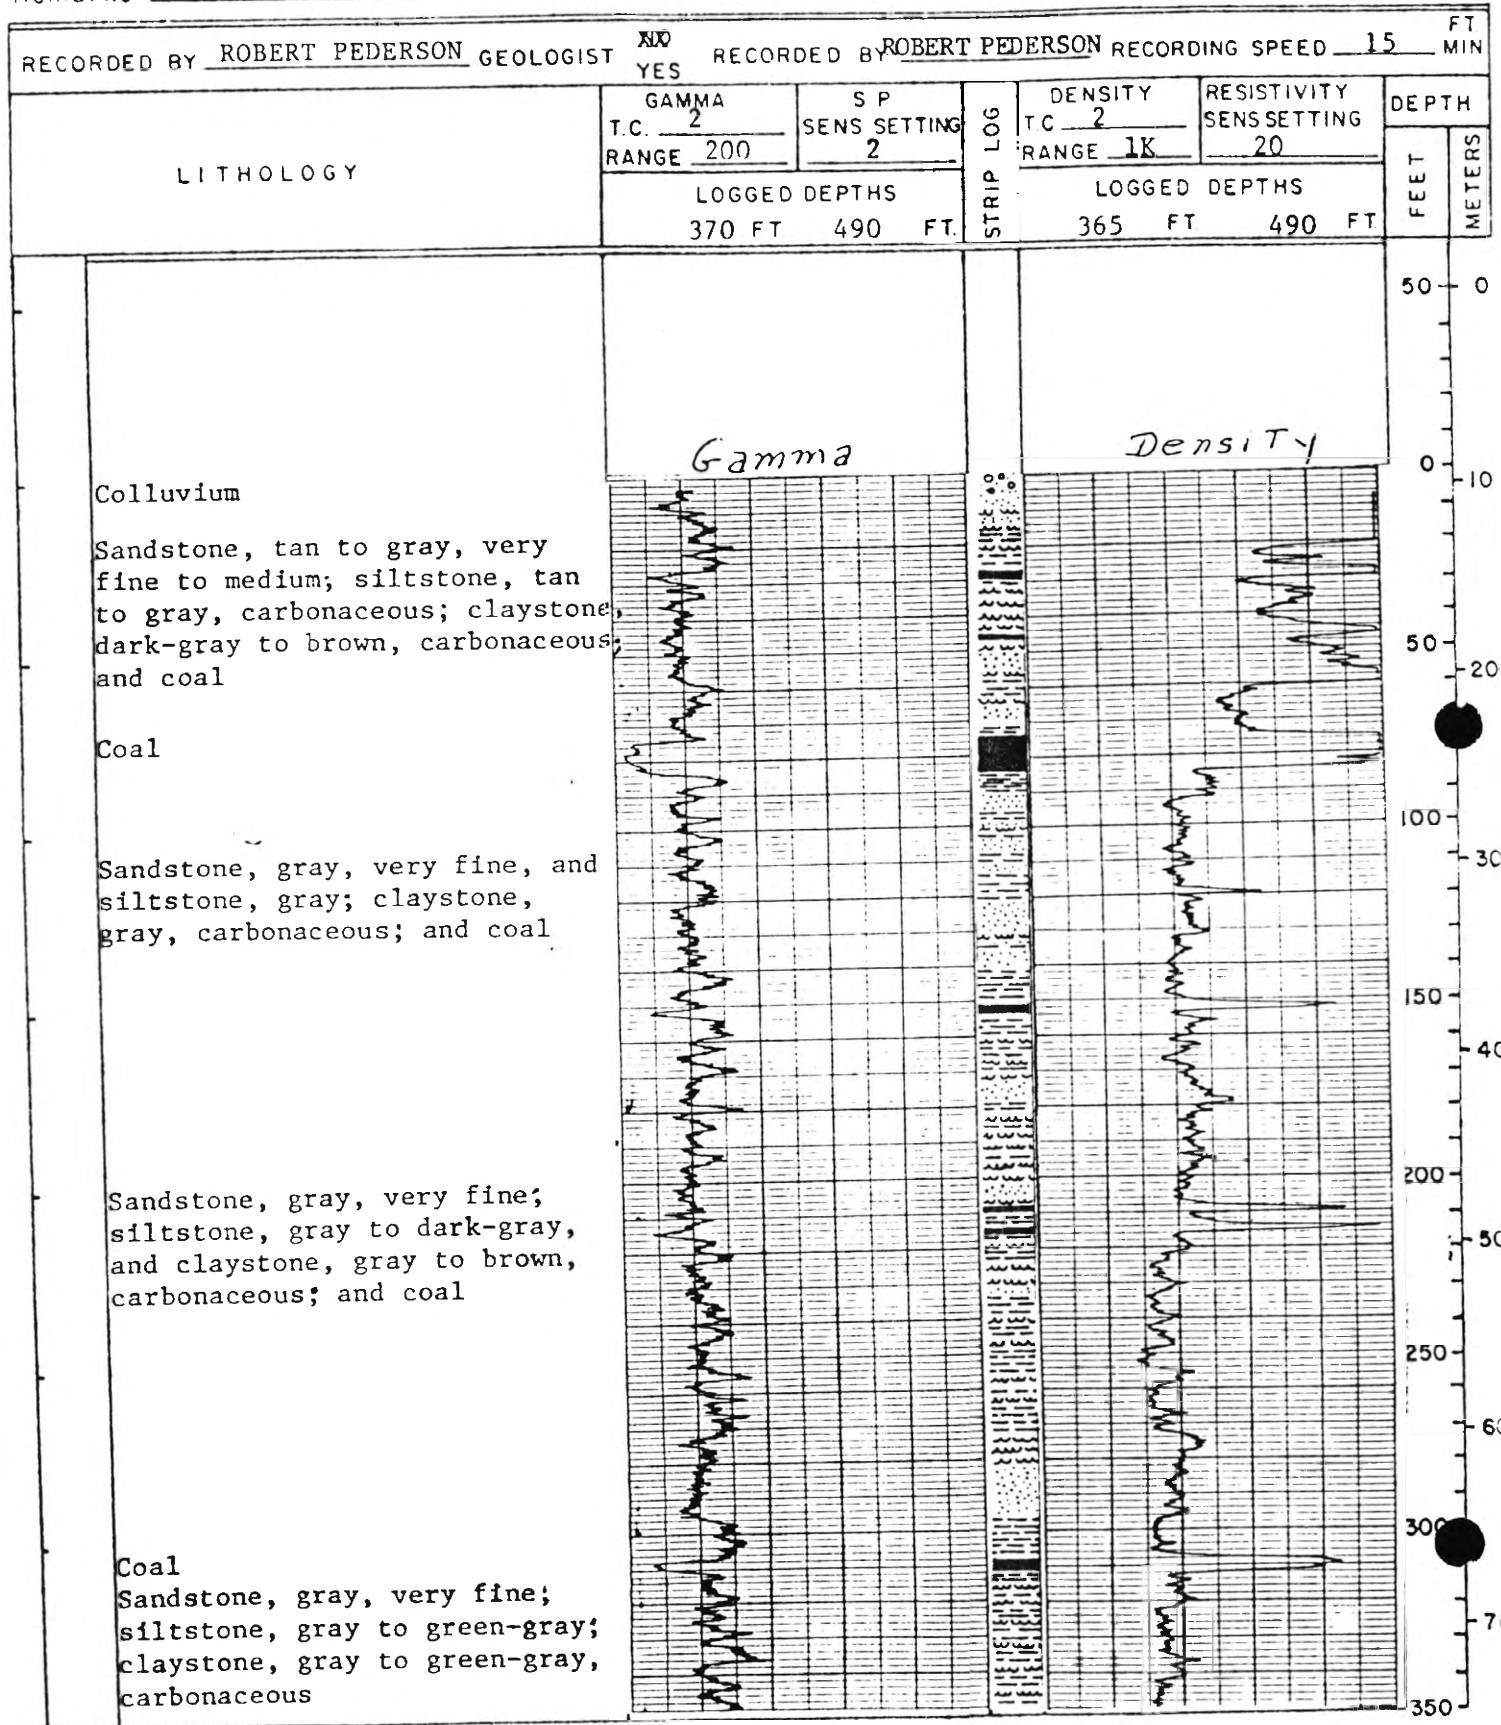 RECORDED BY ROBERT PEDERSON GEOLOGIST YES RECORDED BY ROBERT PEDERSON RECORDING SPEED 15 FT MIN
LITHOLOGY
GAMMA
T.C. 2
RANGE 200
S P
SENS SETTING
2
LOGGED DEPTHS
370 FT 490 FT.
STRIP LOG
DENSITY
T.C 2
RANGE 1K
RESISTIVITY
SENS SETTING
20
LOGGED DEPTHS
365 FT 490 FT
DEPTH
FEET
METERS
50 0
Gamma
Density
0
10
Colluvium
Sandstone, tan to gray, very
fine to medium; siltstone, tan
to gray, carbonaceous; claystone,
dark-gray to brown, carbonaceous;
and coal
50
20
Coal
100
30
Sandstone, gray, very fine, and
siltstone, gray; claystone,
gray, carbonaceous; and coal
150
40
200
Sandstone, gray, very fine;
siltstone, gray to dark-gray,
and claystone, gray to brown,
carbonaceous; and coal
50
250
60
300
Coal
Sandstone, gray, very fine;
siltstone, gray to green-gray;
claystone, gray to green-gray,
carbonaceous
70
350